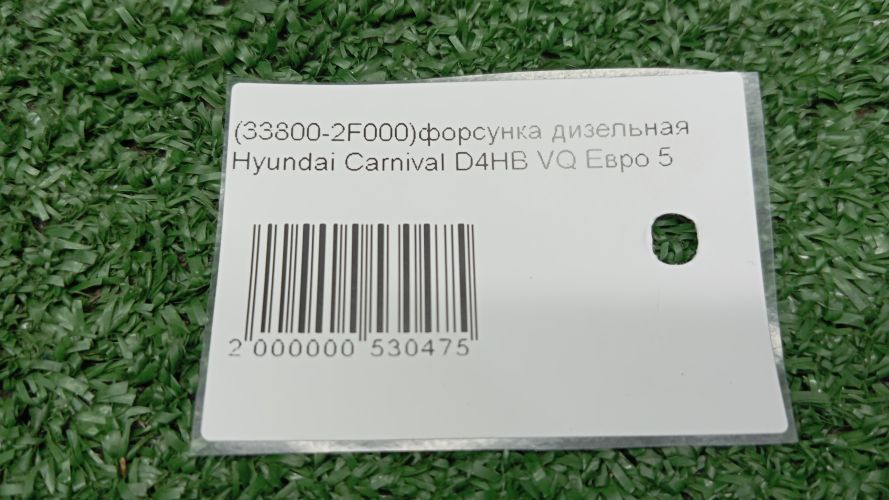 (33800-2F000)форсунка дизельная
Hyundai Carnival D4HB VQ Евро 5
2 000000 530475